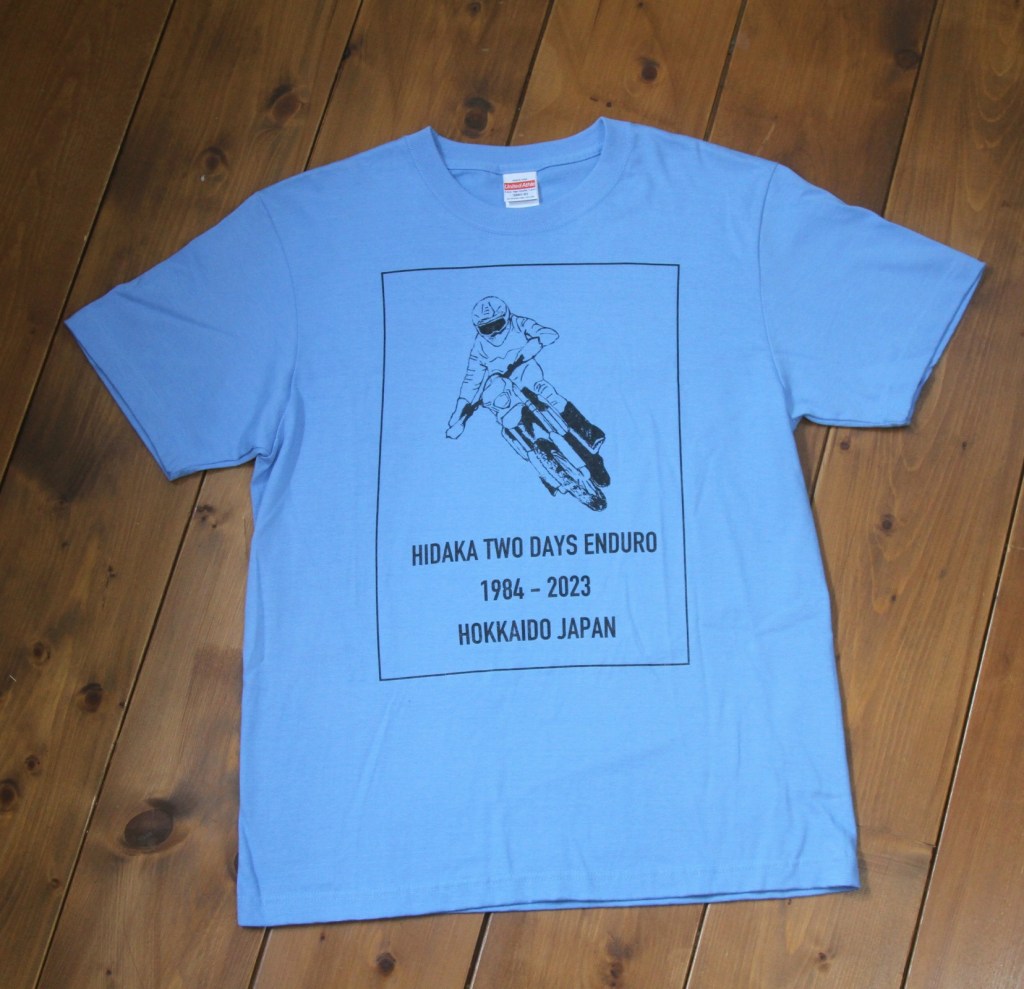 HIDAKA TWO DAYS ENDURO
1984 - 2023
HOKKAIDO JAPAN